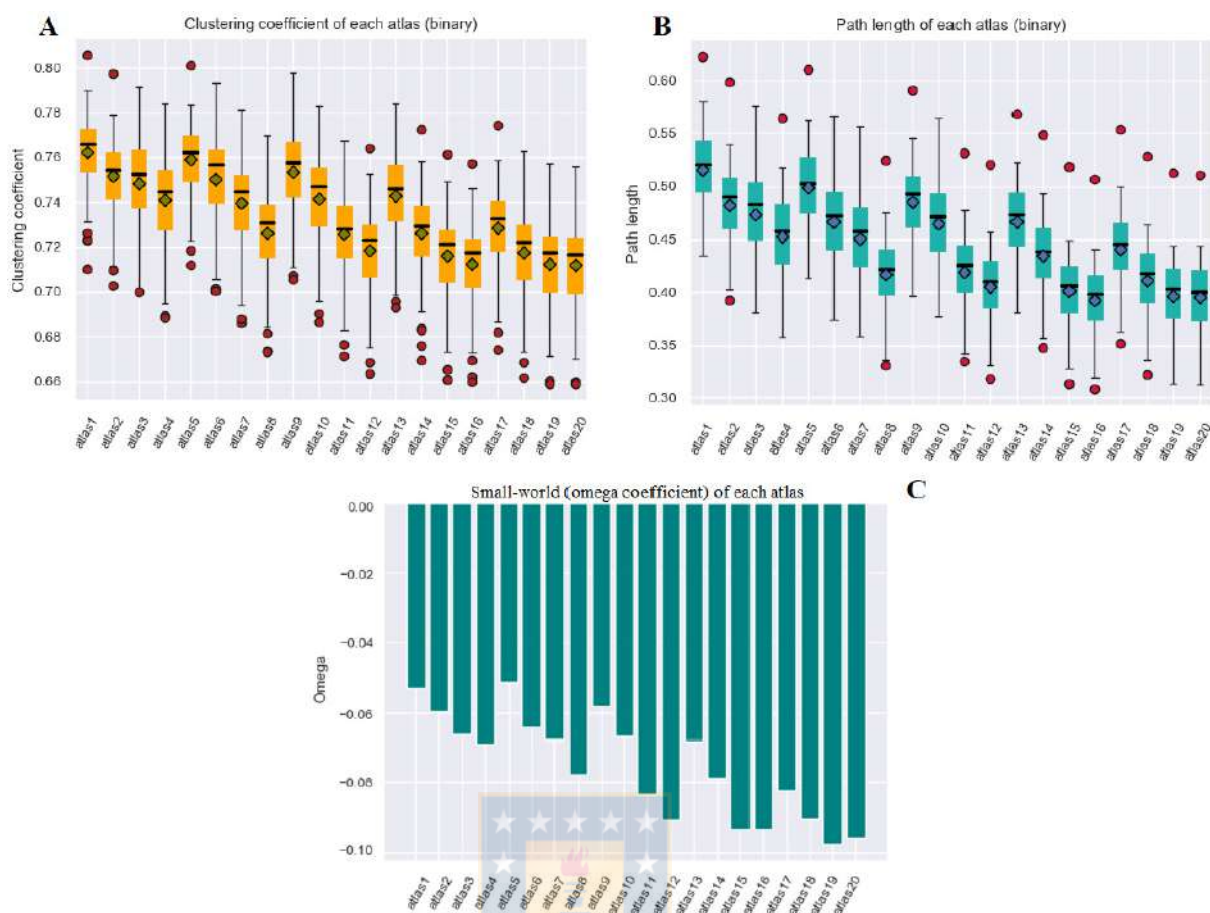 A
Clustering coefficient of each atlas (binary)
Clustering coefficient
0.80
0.78
0.76
0.74
0.72
0.70
0.68
0.66
atlas1
atlas2
atlas3
atlas4
atlas5
atlas6
atlas7
atlas8
atlas9
atlas10
atlas11
atlas12
atlas13
atlas14
atlas15
atlas16
atlas17
atlas18
atlas19
atlas20
B
Path length of each atlas (binary)
Path length
0.60
0.55
0.50
0.45
0.40
0.35
0.30
atlas1
atlas2
atlas3
atlas4
atlas5
atlas6
atlas7
atlas8
atlas9
atlas10
atlas11
atlas12
atlas13
atlas14
atlas15
atlas16
atlas17
atlas18
atlas19
atlas20
Small-world (omega coefficient) of each atlas
C
Omega
0.00
−0.02
−0.04
−0.06
−0.08
−0.10
atlas1
atlas2
atlas3
atlas4
atlas5
atlas6
atlas7
atlas8
atlas9
atlas10
atlas11
atlas12
atlas13
atlas14
atlas15
atlas16
atlas17
atlas18
atlas19
atlas20